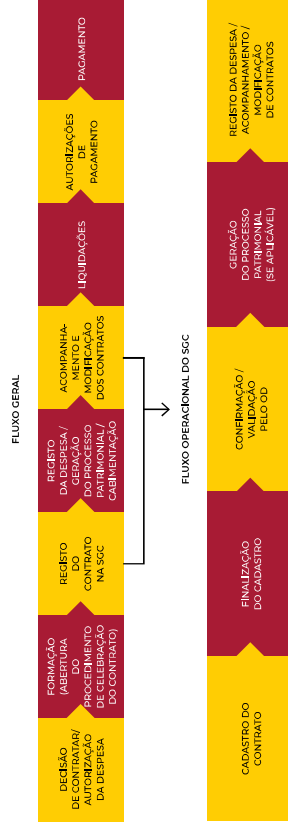 FLUXO GERAL
DECISÃO
DE CONTRATAR/
AUTORIZAÇÃO
DA DESPESA
FORMAÇÃO
(ABERTURA
DO
PROCEDIMENTO
DE CELEBRAÇÃO
DO CONTRATO)
REGISTO
DO
CONTRATO
NA SGC
REGISTO
DA DESPESA /
GERAÇÃO
DO PROCESSO
PATRIMONIAL /
CABIMENTAÇÃO
ACOMPANHA-
MENTO E
MODIFICAÇÃO
DOS CONTRATOS
LIQUIDAÇÕES
AUTORIZAÇÕES
DE
PAGAMENTO
PAGAMENTO
FLUXO OPERACIONAL DO SGC
CADASTRO DO
CONTRATO
FINALIZAÇÃO
DO CADASTRO
CONFIRMAÇÃO /
VALIDAÇÃO
PELO OD
GERAÇÃO
DO PROCESSO
PATRIMONIAL
(SE APLICÁVEL)
REGISTO DA DESPESA /
ACOMPANHAMENTO /
MODIFICAÇÃO
DE CONTRATOS